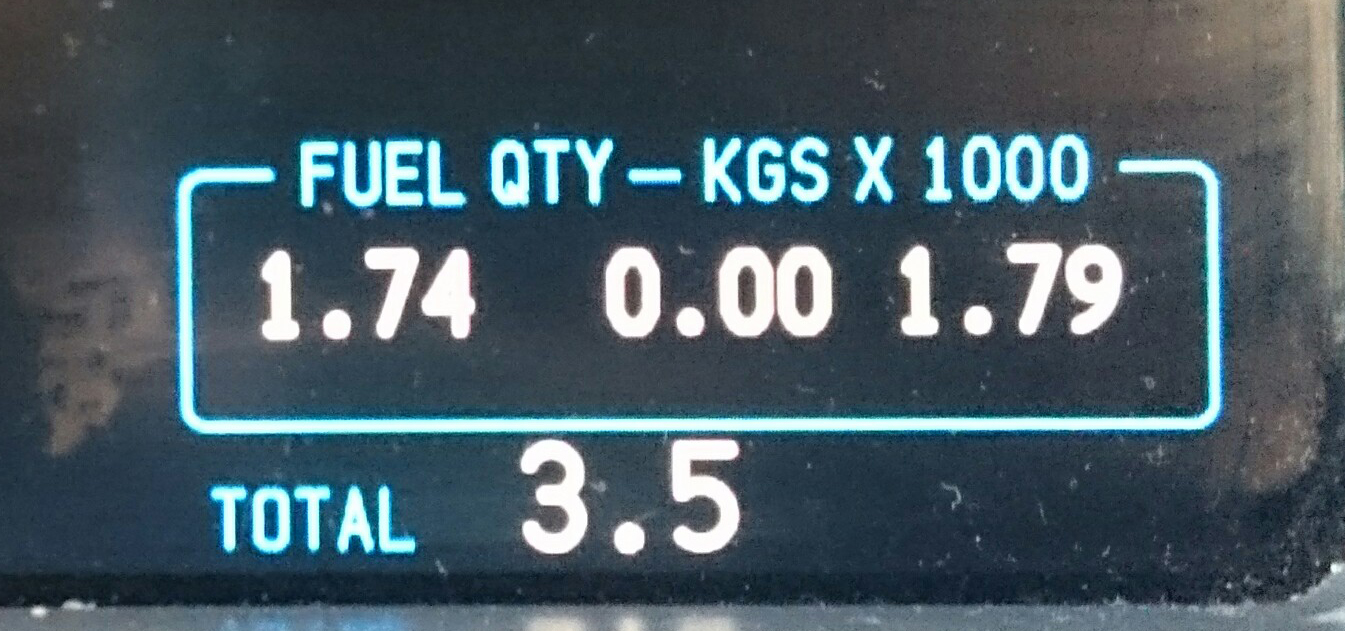 FUEL QTY — KGS X 1000
1.74 0.00 1.79
TOTAL 3.5